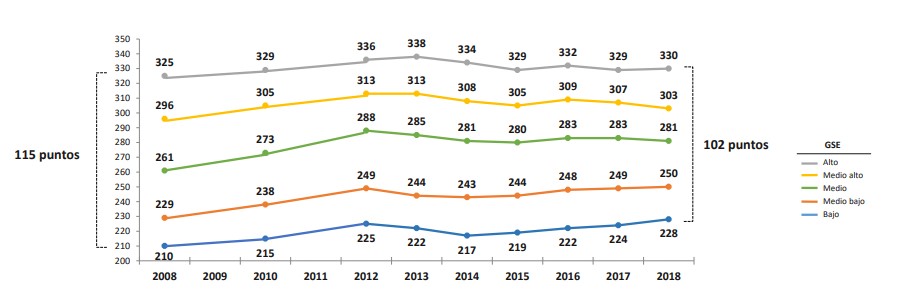 350
340
330
320
310
300
290
280
270
260
250
240
230
220
210
200
325 329 336 338 334 329 332 329 330
296 305 313 313 308 305 309 307 303
261 273 288 285 281 280 283 283 281
229 238 249 244 243 244 248 249 250
210 215 225 222 217 219 222 224 228
2008 2009 2010 2011 2012 2013 2014 2015 2016 2017 2018
115 puntos
102 puntos
GSE
Alto
Medio alto
Medio
Medio bajo
Bajo